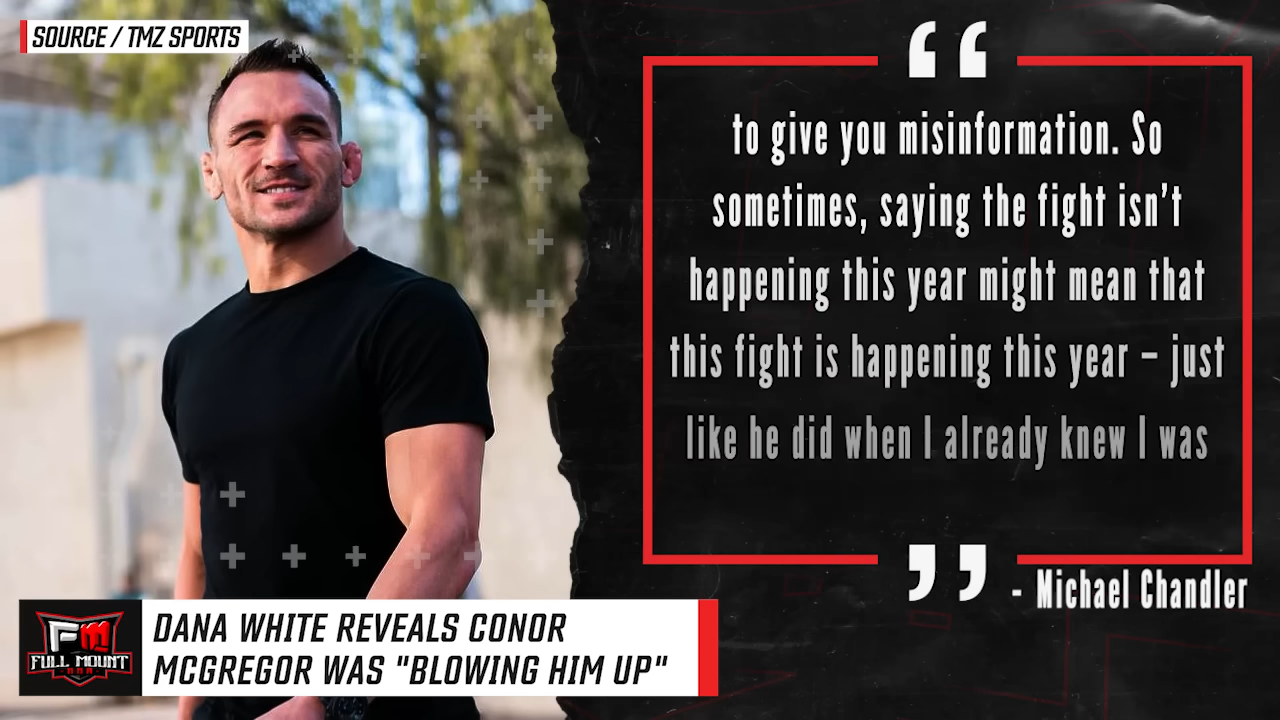 SOURCE / TMZ SPORTS
“
to give you misinformation. So
sometimes, saying the fight isn’t
happening this year might mean that
this fight is happening this year – just
like he did when I already knew I was
”
- Michael Chandler
FM
FULL MOUNT
MMA
DANA WHITE REVEALS CONOR
MCGREGOR WAS "BLOWING HIM UP"